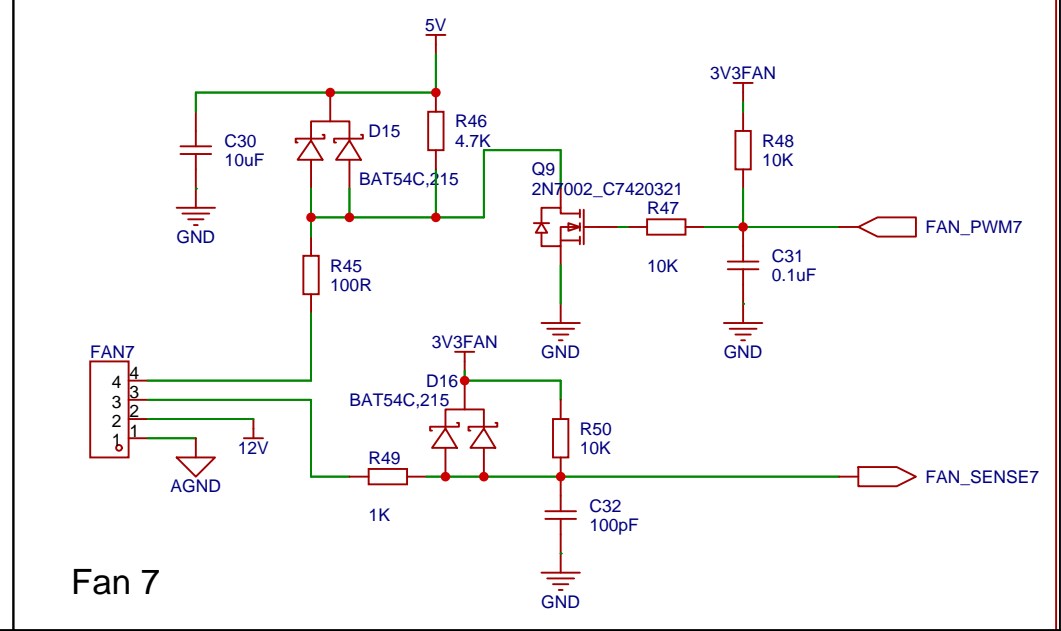 5V
3V3FAN
C30
10uF
D15
R46
4.7K
R48
10K
BAT54C,215
Q9
2N7002_C7420321
R47
10K
FAN_PWM7
GND
C31
0.1uF
R45
100R
GND
GND
FAN7
3V3FAN
D16
BAT54C,215
4
4
3
3
2
2
1
1
12V
AGND
R50
10K
R49
1K
FAN_SENSE7
C32
100pF
Fan 7
GND